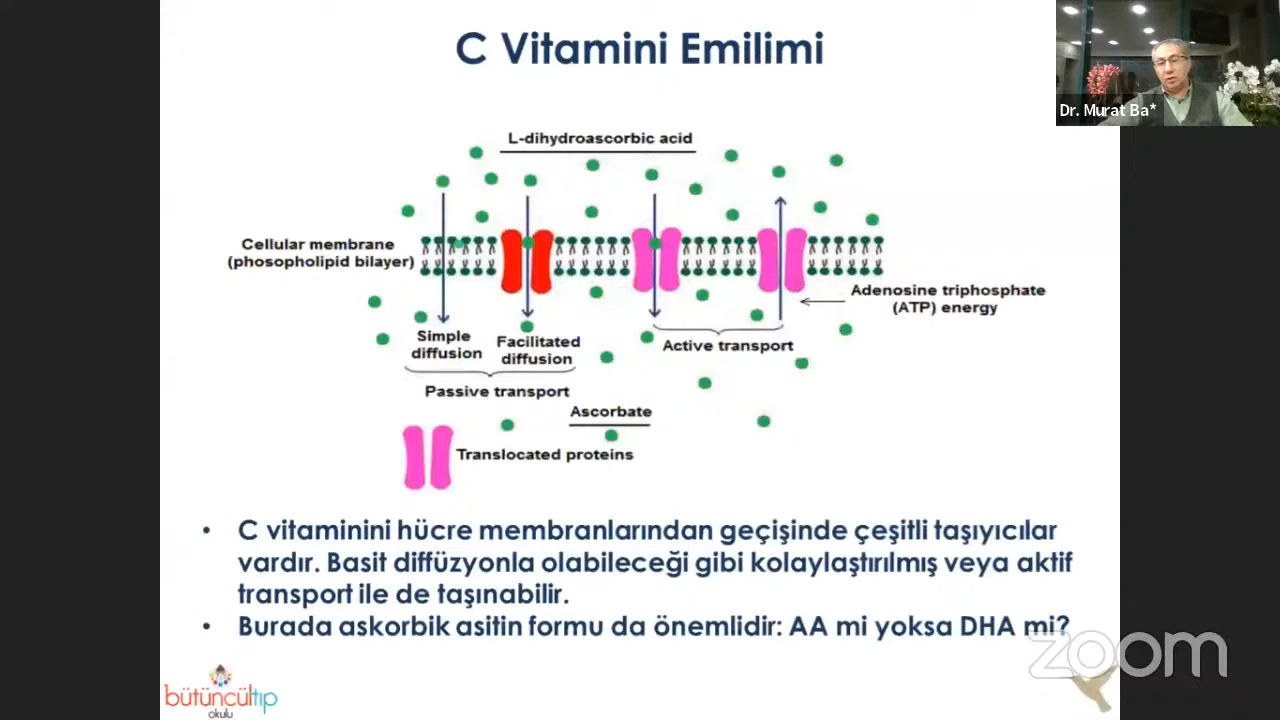 C Vitamini Emilimi
Dr. Murat Ba*
L-dihydroascorbic acid
Cellular membrane
(phosopholipid bilayer)
Adenosine triphosphate
(ATP) energy
Simple
diffusion
Facilitated
diffusion
Active transport
Passive transport
Ascorbate
Translocated proteins
• C vitaminini hücre membranlarından geçişinde çeşitli taşıyıcılar
vardır. Basit diffüzyonla olabileceği gibi kolaylaştırılmış veya aktif
transport ile de taşınabilir.
• Burada askorbik asitin formu da önemlidir: AA mi yoksa DHA mi?
zoom
bütüncültıp
okulu